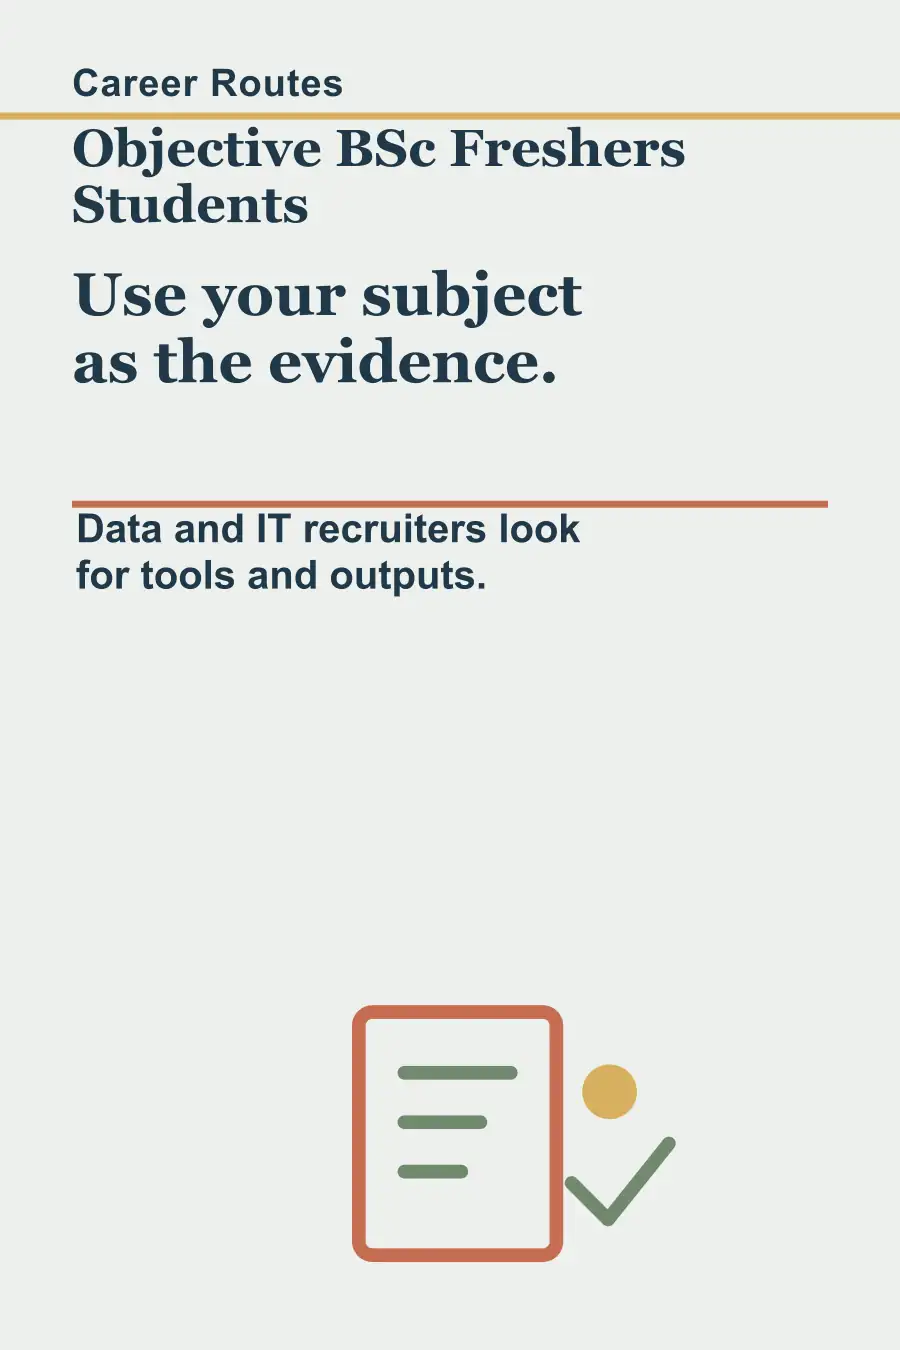 Career Routes
Objective BSc Freshers
Students
Use your subject
as the evidence.
Data and IT recruiters look
for tools and outputs.